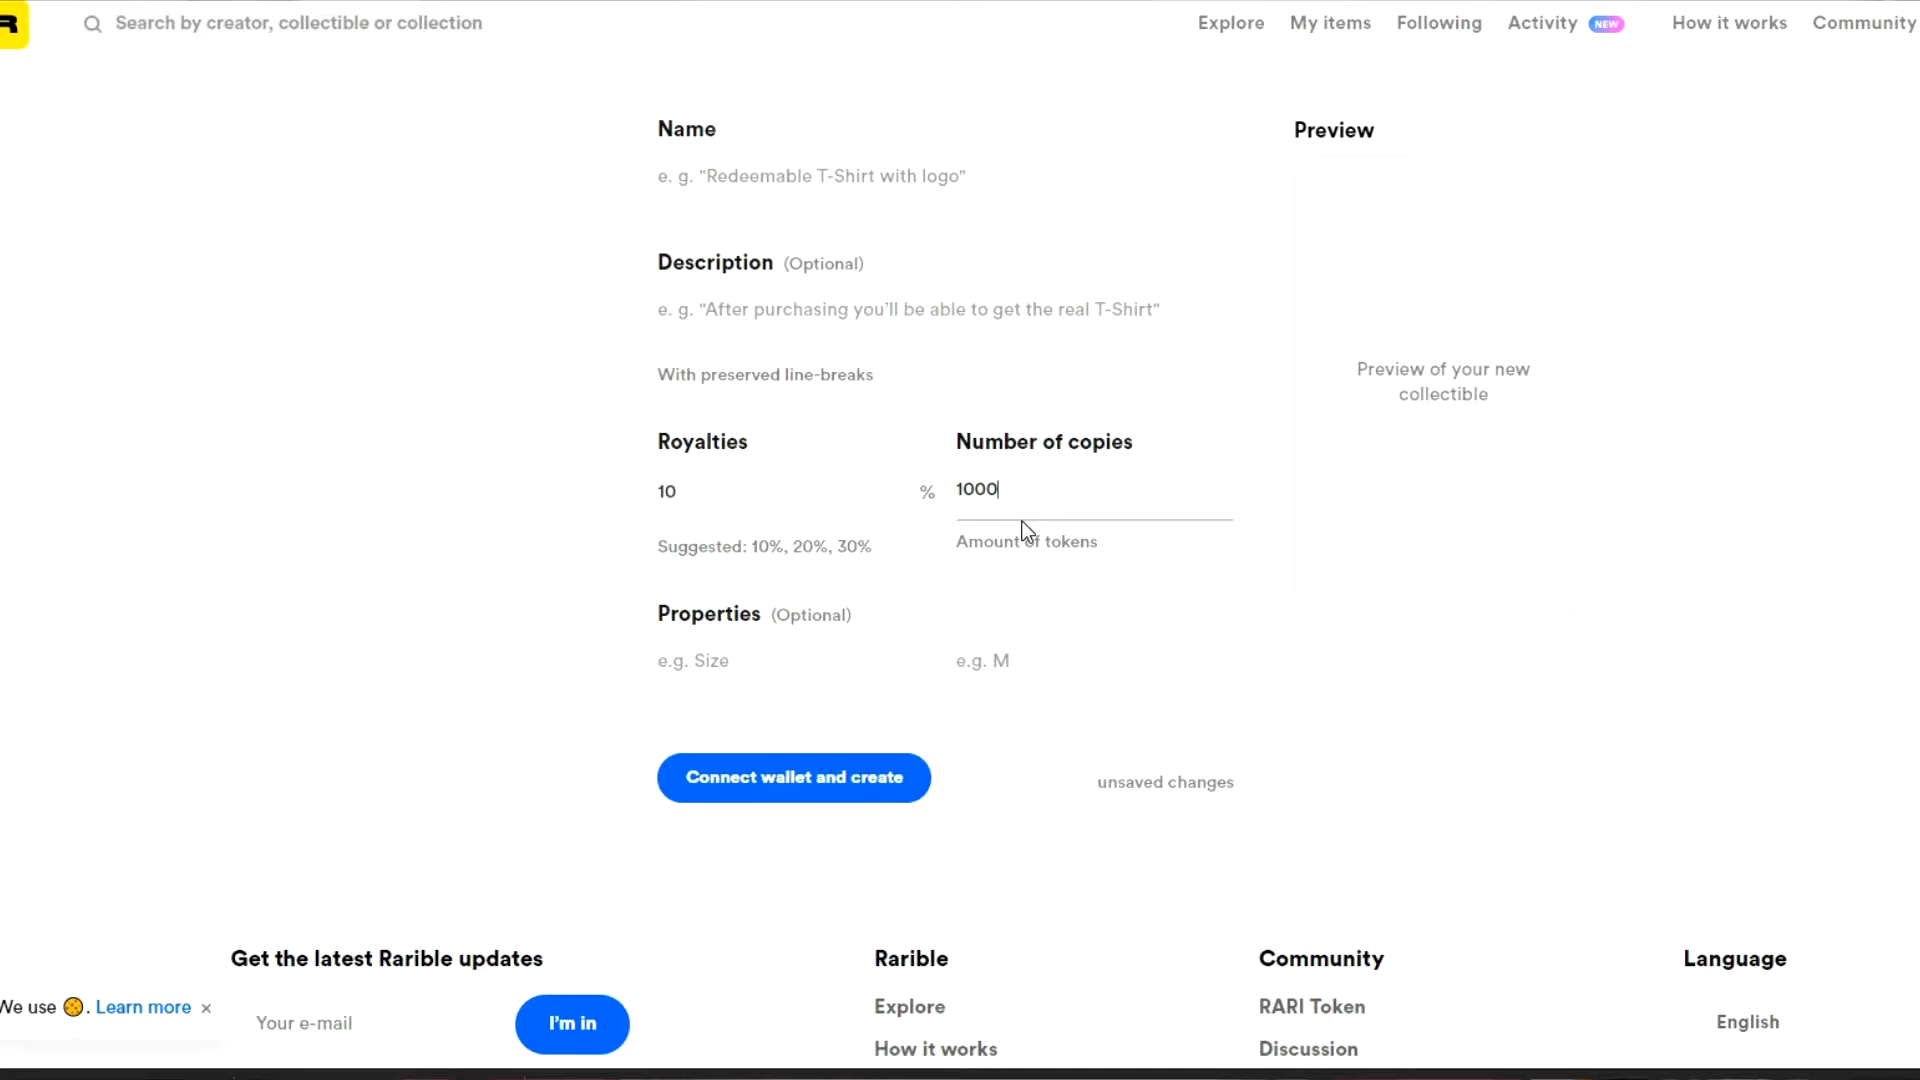 R
Search by creator, collectible or collection
Explore
My items
Following
Activity
NEW
How it works
Community
Name
Preview
e. g. "Redeemable T-Shirt with logo"
Description (Optional)
e. g. "After purchasing you'll be able to get the real T-Shirt"
Preview of your new
collectible
With preserved line-breaks
Royalties
Number of copies
10
%
1000
Suggested: 10%, 20%, 30%
Amount of tokens
Properties (Optional)
e.g. Size
e.g. M
Connect wallet and create
unsaved changes
Get the latest Rarible updates
Rarible
Community
Language
We use 🍪. Learn more ×
Your e-mail
I'm in
Explore
RARI Token
English
How it works
Discussion